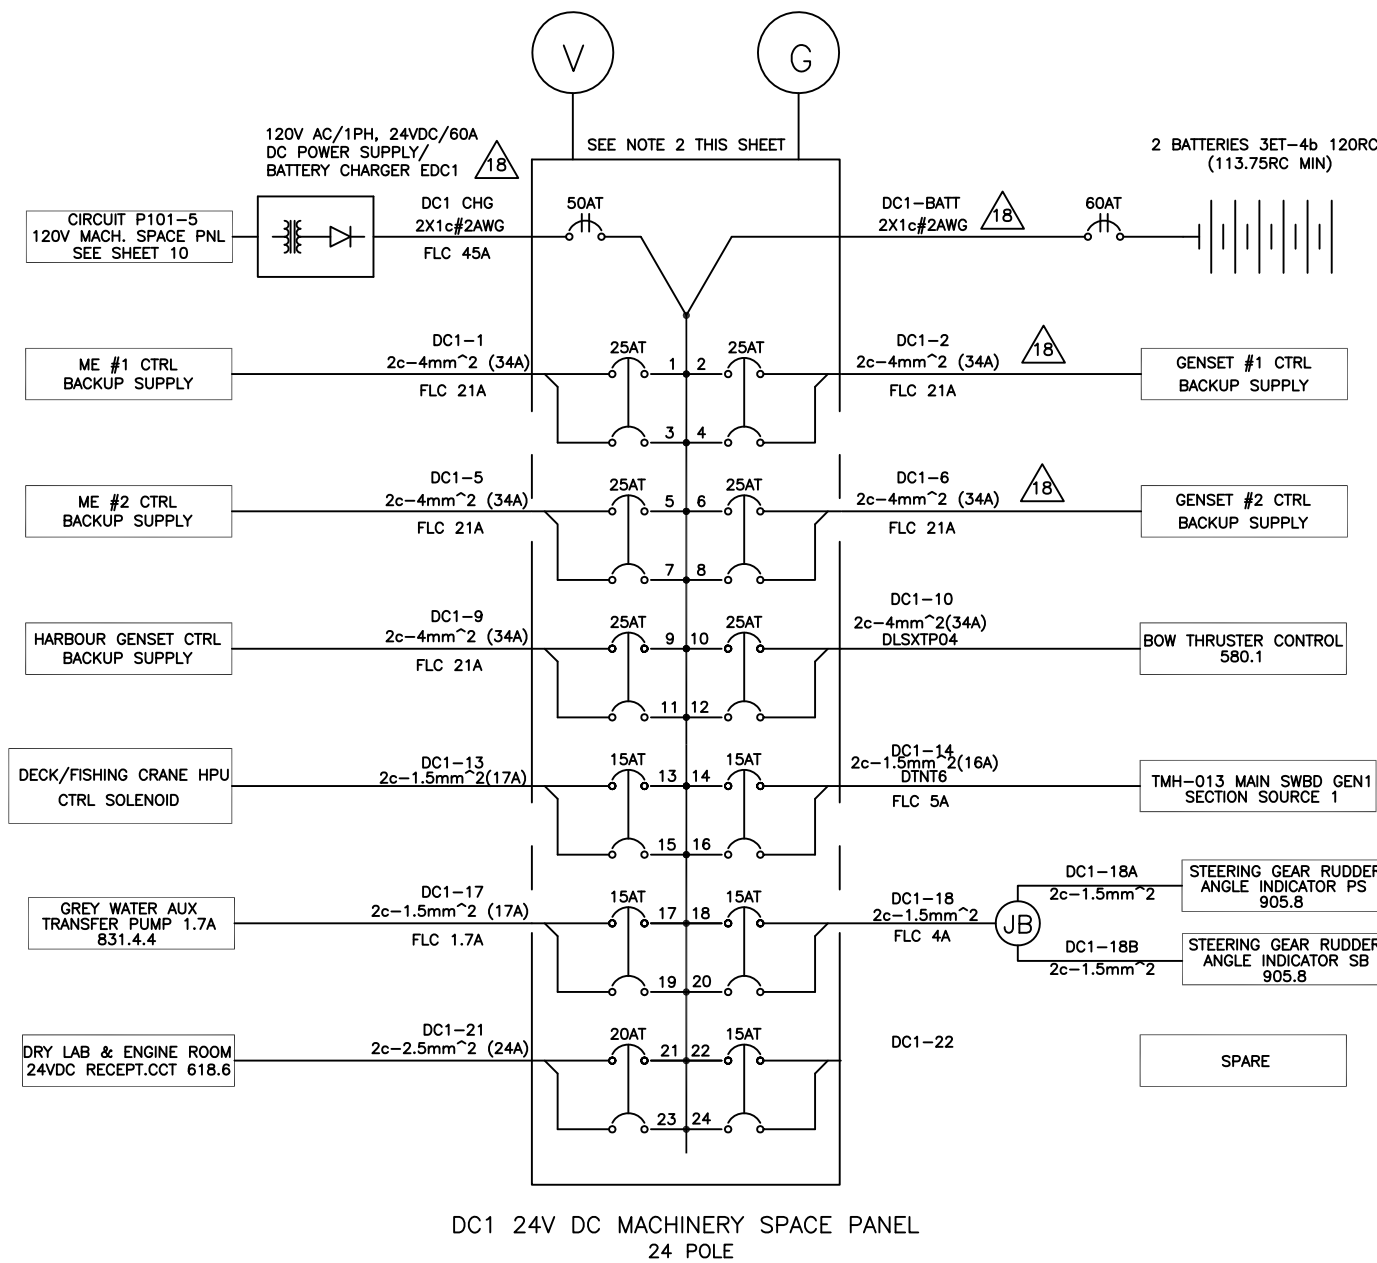 V
G
120V AC/1PH, 24VDC/60A
DC POWER SUPPLY/
BATTERY CHARGER EDC1
18
SEE NOTE 2 THIS SHEET
2 BATTERIES 3ET-4b 120RC
(113.75RC MIN)
CIRCUIT P101-5
120V MACH. SPACE PNL
SEE SHEET 10
DC1 CHG
2X1c#2AWG
FLC 45A
50AT
DC1-BATT
2X1c#2AWG
18
60AT
ME #1 CTRL
BACKUP SUPPLY
DC1-1
2c-4mm^2 (34A)
FLC 21A
25AT
1
2
25AT
3
4
DC1-2
2c-4mm^2 (34A)
FLC 21A
18
GENSET #1 CTRL
BACKUP SUPPLY
ME #2 CTRL
BACKUP SUPPLY
DC1-5
2c-4mm^2 (34A)
FLC 21A
25AT
5
6
25AT
7
8
DC1-6
2c-4mm^2 (34A)
FLC 21A
18
GENSET #2 CTRL
BACKUP SUPPLY
HARBOUR GENSET CTRL
BACKUP SUPPLY
DC1-9
2c-4mm^2 (34A)
FLC 21A
25AT
9
10
25AT
11
12
DC1-10
2c-4mm^2(34A)
DLSXTP04
BOW THRUSTER CONTROL
580.1
DECK/FISHING CRANE HPU
CTRL SOLENOID
DC1-13
2c-1.5mm^2(17A)
15AT
13
14
15AT
15
16
DC1-14
2c-1.5mm^2(16A)
DTNT6
FLC 5A
TMH-013 MAIN SWBD GEN1
SECTION SOURCE 1
GREY WATER AUX
TRANSFER PUMP 1.7A
831.4.4
DC1-17
2c-1.5mm^2 (17A)
FLC 1.7A
15AT
17
18
15AT
19
20
DC1-18
2c-1.5mm^2
FLC 4A
JB
DC1-18A
2c-1.5mm^2
STEERING GEAR RUDDER
ANGLE INDICATOR PS
905.8
DC1-18B
2c-1.5mm^2
STEERING GEAR RUDDER
ANGLE INDICATOR SB
905.8
DRY LAB & ENGINE ROOM
24VDC RECEPT.CCT 618.6
DC1-21
2c-2.5mm^2 (24A)
20AT
21
22
15AT
23
24
DC1-22
SPARE
DC1 24V DC MACHINERY SPACE PANEL
24 POLE